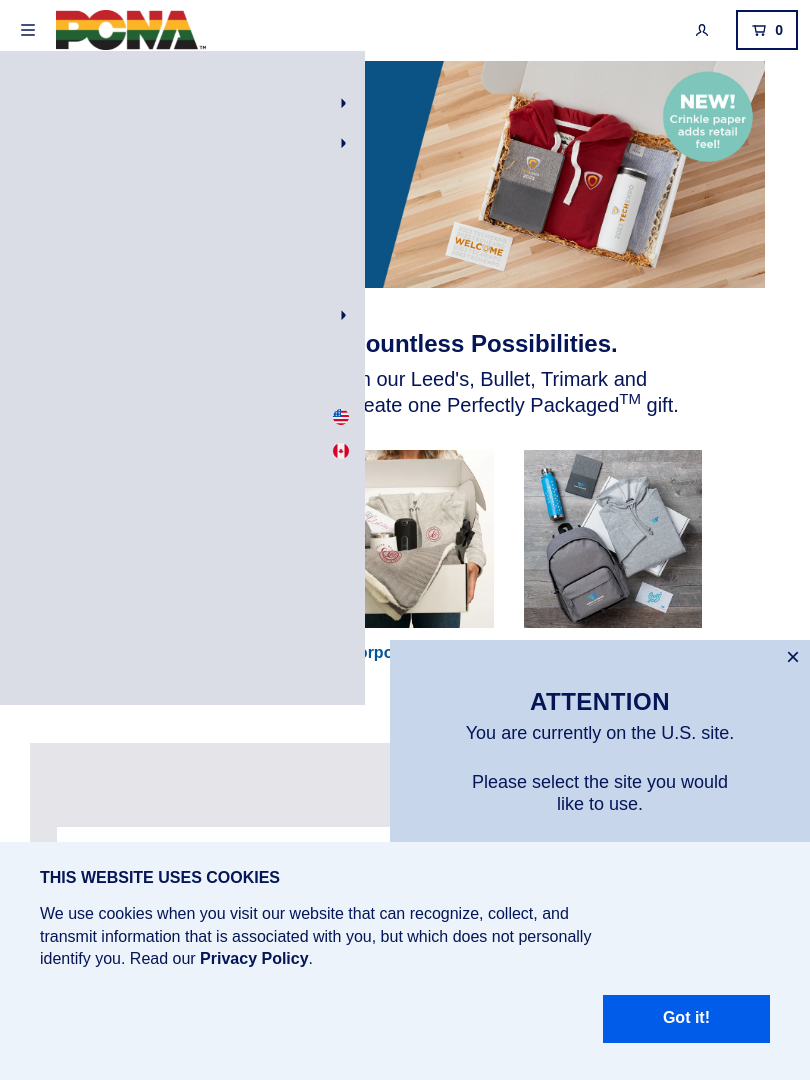 PCNA™
0
NEW!
Crinkle paper
adds retail
feel!
WELCOME
ountless Possibilities.
our Leed's, Bullet, Trimark and
eate one Perfectly Packaged™ gift.
orpo
×
ATTENTION
You are currently on the U.S. site.
Please select the site you would
like to use.
THIS WEBSITE USES COOKIES
We use cookies when you visit our website that can recognize, collect, and
transmit information that is associated with you, but which does not personally
identify you. Read our Privacy Policy.
Got it!